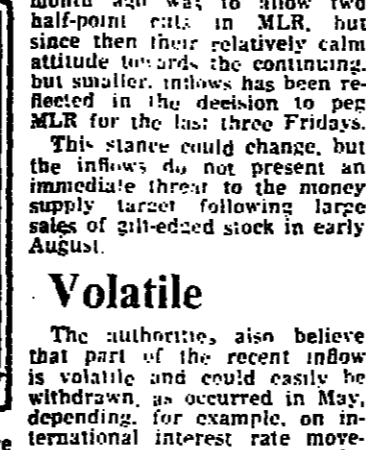 month ago was to allow two
half-point cuts in MLR, but
since then their relatively calm
attitude towards the continuing,
but smaller, inflows has been re-
flected in the decision to peg
MLR for the last three Fridays.
This stance could change, but
the inflows do not present an
immediate threat to the money
supply target following large
sales of gilt-edged stock in early
August.
Volatile
The authorities also believe
that part of the recent inflow
is volatile and could easily be
withdrawn, as occurred in May,
depending, for example, on in-
ternational interest rate move-